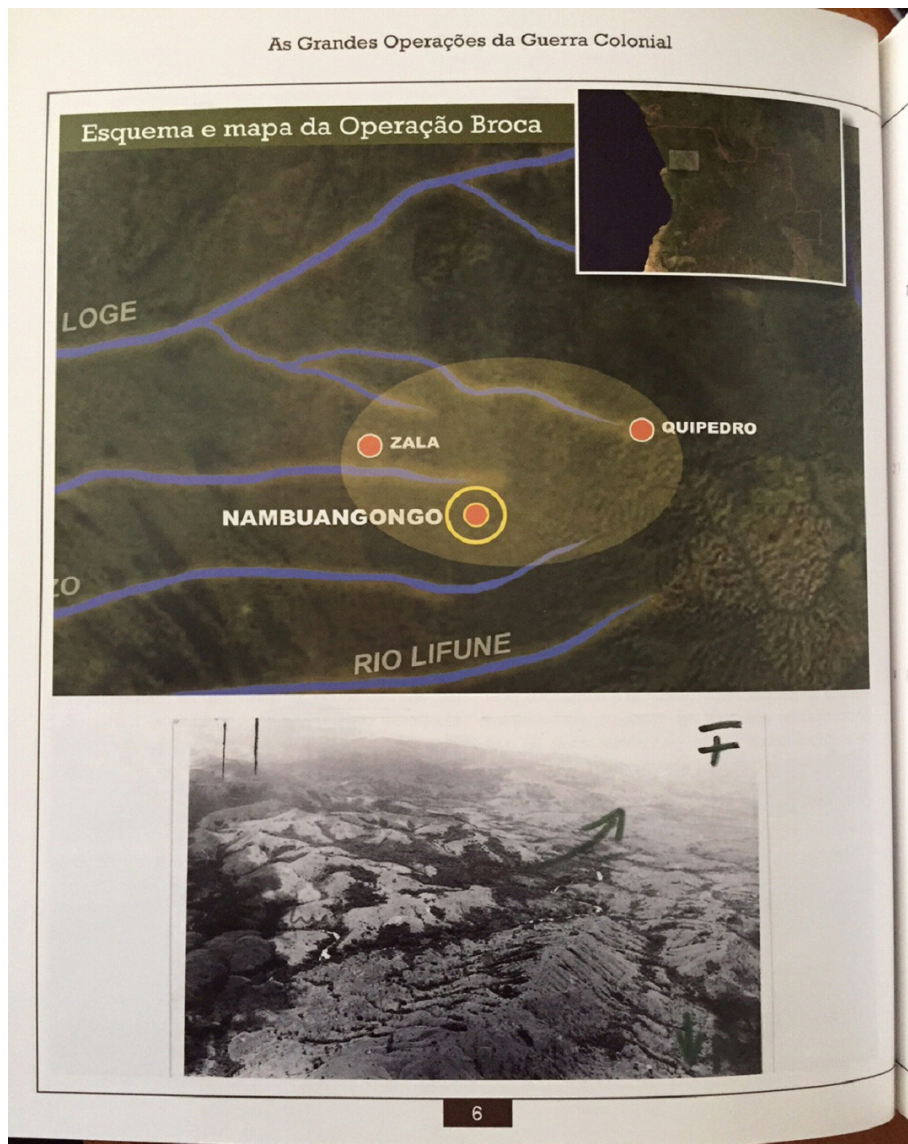 As Grandes Operações da Guerra Colonial
Esquema e mapa da Operação Broca
LOGE
ZALA
QUIPEDRO
NAMBUANGONGO
ZO
RIO LIFUNE
6